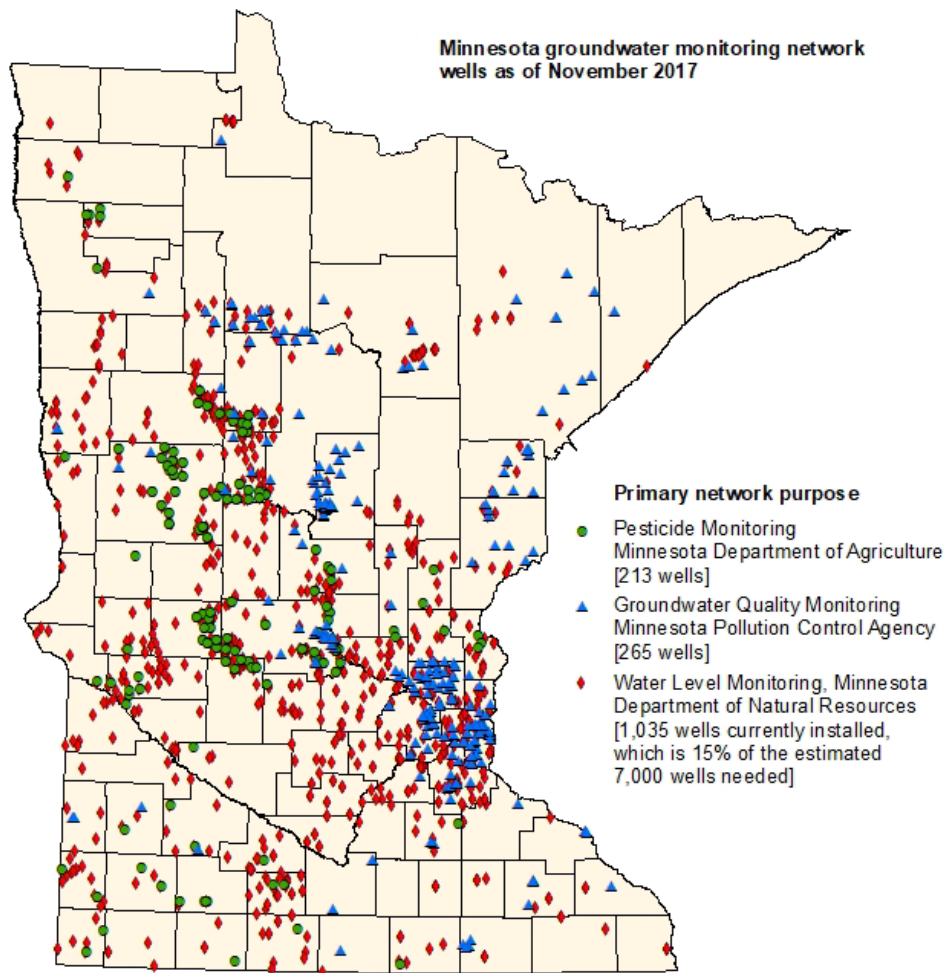 Minnesota groundwater monitoring network
wells as of November 2017
Primary network purpose
Pesticide Monitoring
Minnesota Department of Agriculture
[213 wells]
Groundwater Quality Monitoring
Minnesota Pollution Control Agency
[265 wells]
Water Level Monitoring, Minnesota
Department of Natural Resources
[1,035 wells currently installed,
which is 15% of the estimated
7,000 wells needed]